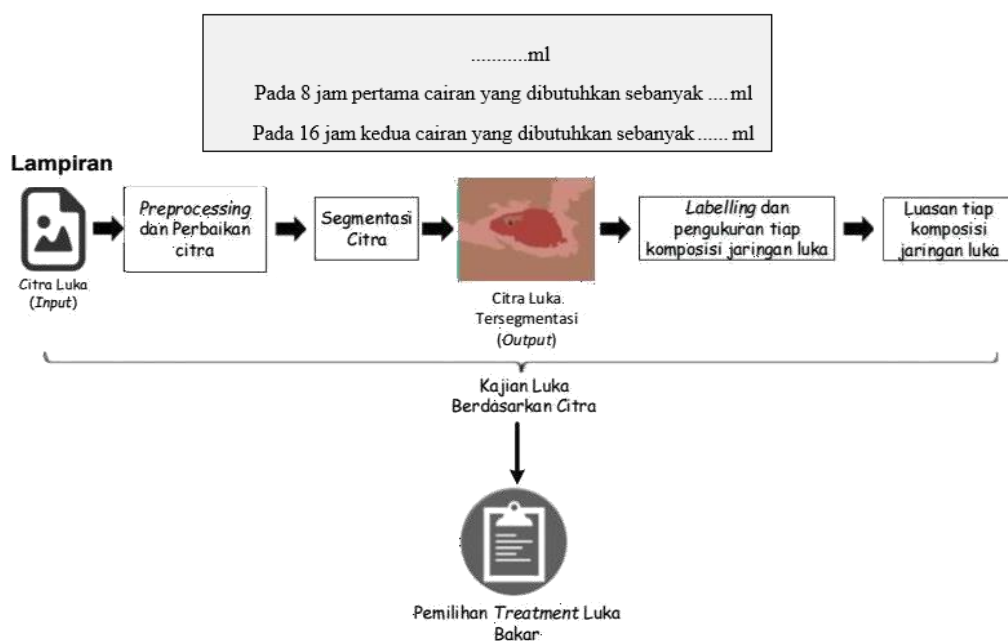 ...........ml
Pada 8 jam pertama cairan yang dibutuhkan sebanyak ....ml
Pada 16 jam kedua cairan yang dibutuhkan sebanyak...... ml
Lampiran
Citra Luka
(Input)
Preprocessing
dan Perbaikan
citra
Segmentasi
Citra
Citra Luka
Tersegmentasi
(Output)
Labelling dan
pengukuran tiap
komposisi jaringan luka
Luasan tiap
komposisi
jaringan luka
Kajian Luka
Berdasarkan Citra
Pemilihan Treatment Luka
Bakar